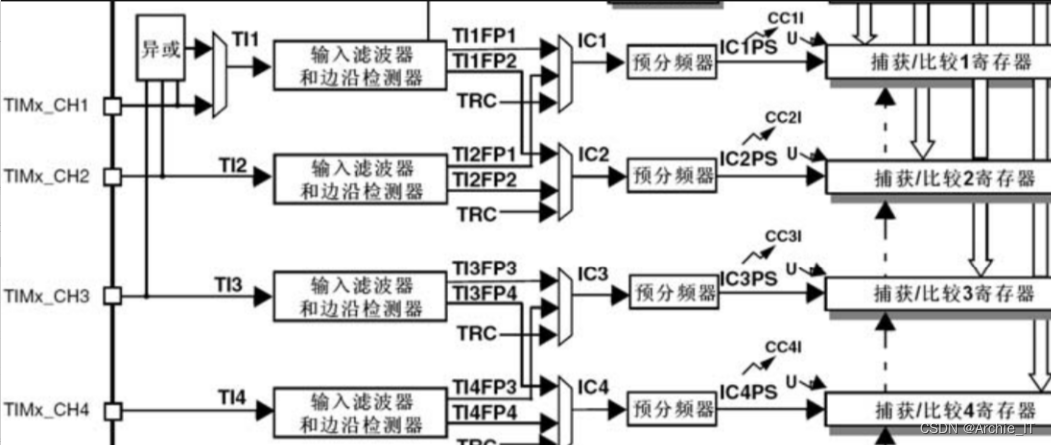 异或
TI1
输入滤波器
和边沿检测器
TI1FP1
TI1FP2
TRC
IC1
预分频器
IC1PS
CC1I
U
捕获/比较1寄存器
TIMx_CH1
TIMx_CH2
TI2
输入滤波器
和边沿检测器
TI2FP1
TI2FP2
TRC
IC2
预分频器
IC2PS
CC2I
U
捕获/比较2寄存器
TIMx_CH3
TI3
输入滤波器
和边沿检测器
TI3FP3
TI3FP4
TRC
IC3
预分频器
IC3PS
CC3I
U
捕获/比较3寄存器
TIMx_CH4
TI4
输入滤波器
和边沿检测器
TI4FP3
TI4FP4
TRC
IC4
预分频器
IC4PS
CC4I
U
捕获/比较4寄存器
CSDN @Archie_IT